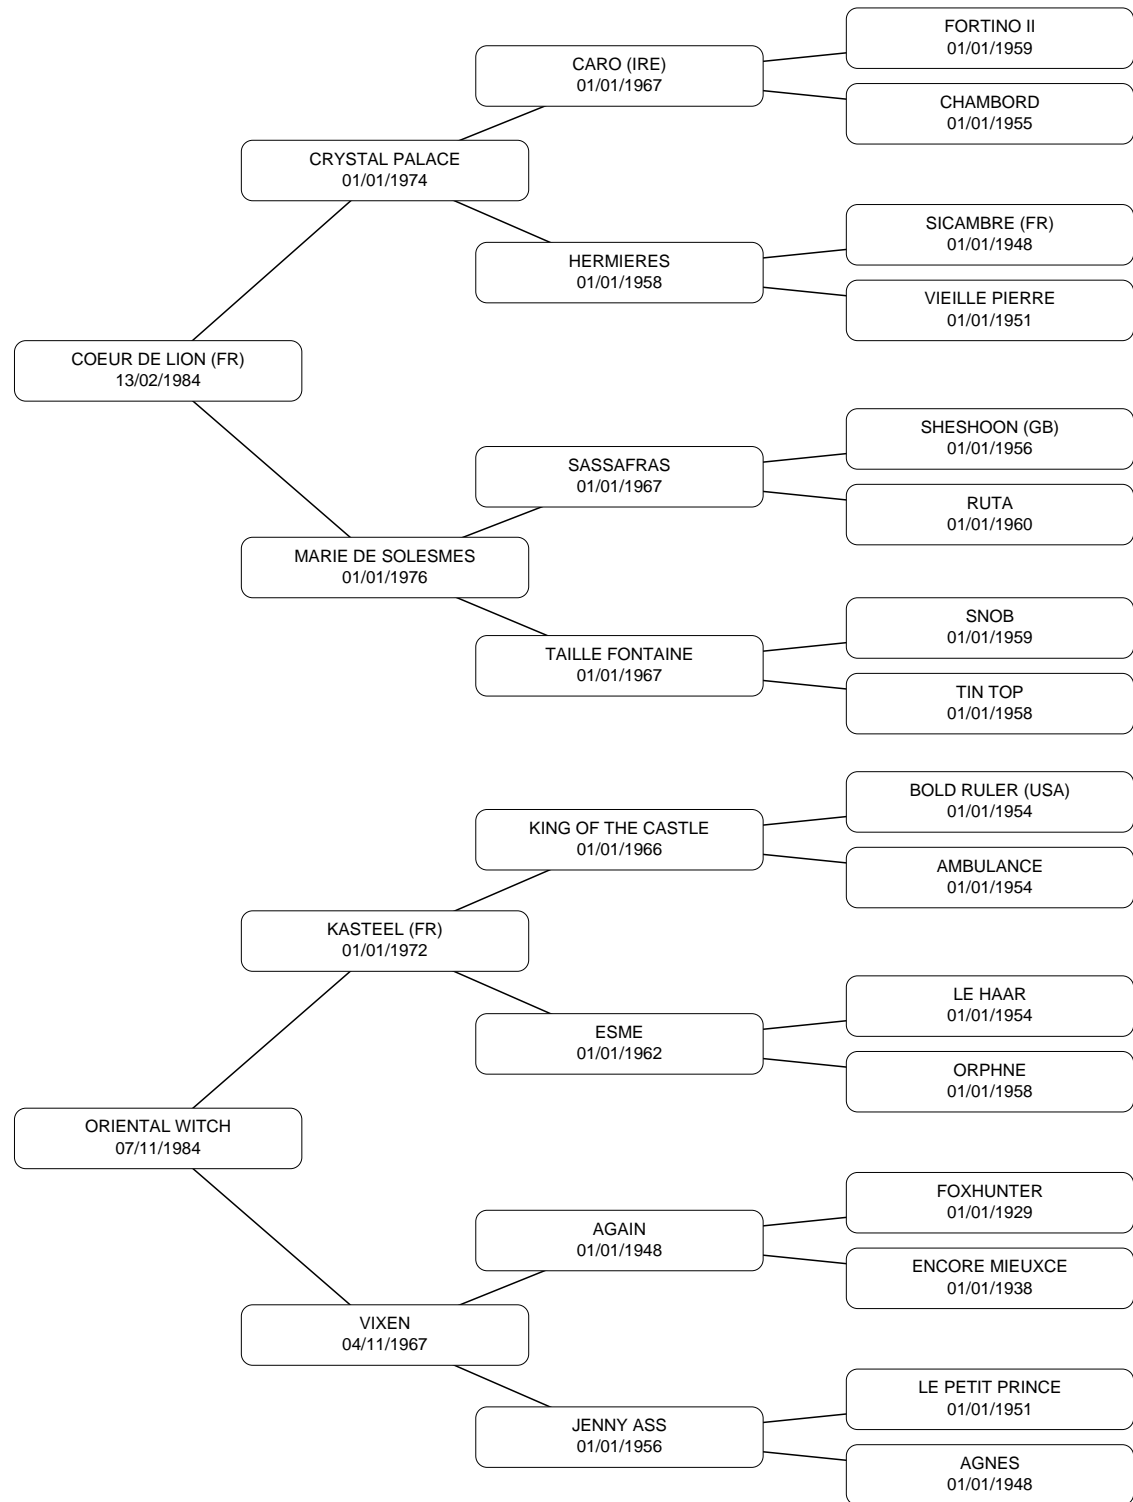 FORTINO II
01/01/1959
CARO (IRE)
01/01/1967
CHAMBORD
01/01/1955
CRYSTAL PALACE
01/01/1974
SICAMBRE (FR)
01/01/1948
HERMIERES
01/01/1958
VIEILLE PIERRE
01/01/1951
COEUR DE LION (FR)
13/02/1984
SHESHOON (GB)
01/01/1956
SASSAFRAS
01/01/1967
RUTA
01/01/1960
MARIE DE SOLESMES
01/01/1976
SNOB
01/01/1959
TAILLE FONTAINE
01/01/1967
TIN TOP
01/01/1958
BOLD RULER (USA)
01/01/1954
KING OF THE CASTLE
01/01/1966
AMBULANCE
01/01/1954
KASTEEL (FR)
01/01/1972
LE HAAR
01/01/1954
ESME
01/01/1962
ORPHNE
01/01/1958
ORIENTAL WITCH
07/11/1984
FOXHUNTER
01/01/1929
AGAIN
01/01/1948
ENCORE MIEUXCE
01/01/1938
VIXEN
04/11/1967
LE PETIT PRINCE
01/01/1951
JENNY ASS
01/01/1956
AGNES
01/01/1948